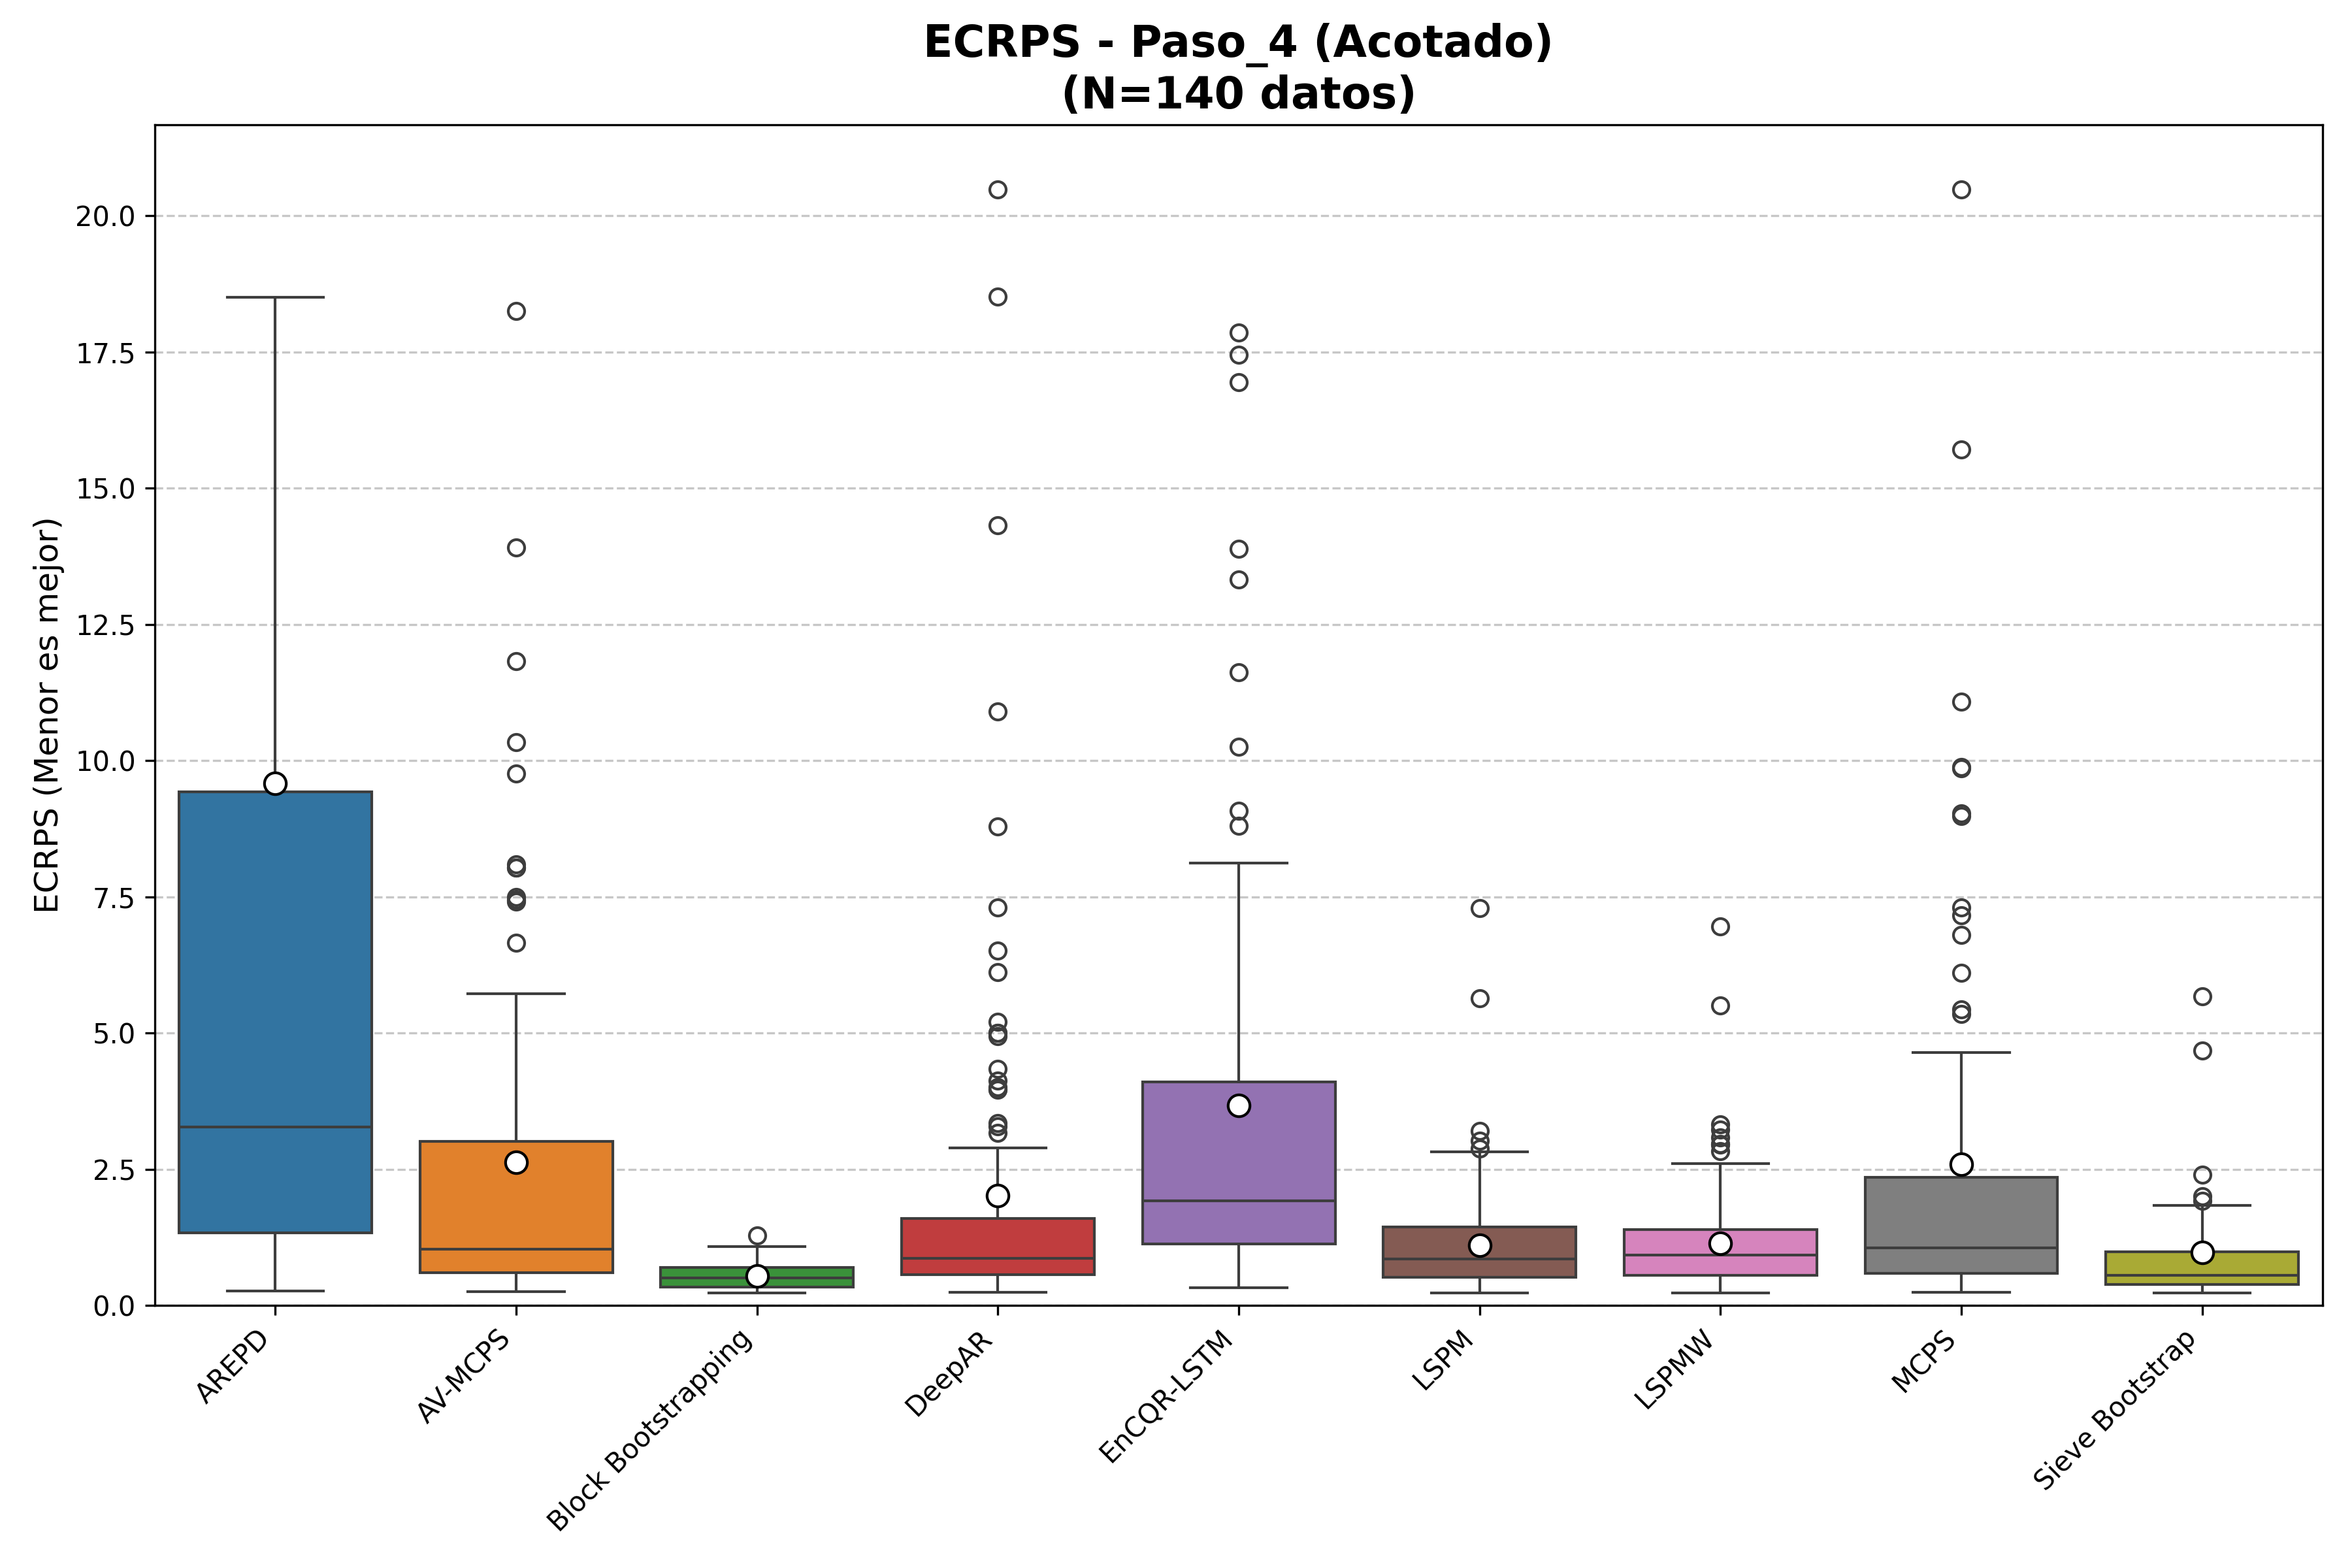 ECRPS - Paso_4 (Acotado)
(N=140 datos)
ECRPS (Menor es mejor)
20.0
17.5
15.0
12.5
10.0
7.5
5.0
2.5
0.0
AREPD
AV-MCPS
Block Bootstrapping
DeepAR
EnCQR-LSTM
LSPM
LSPMW
MCPS
Sieve Bootstrap